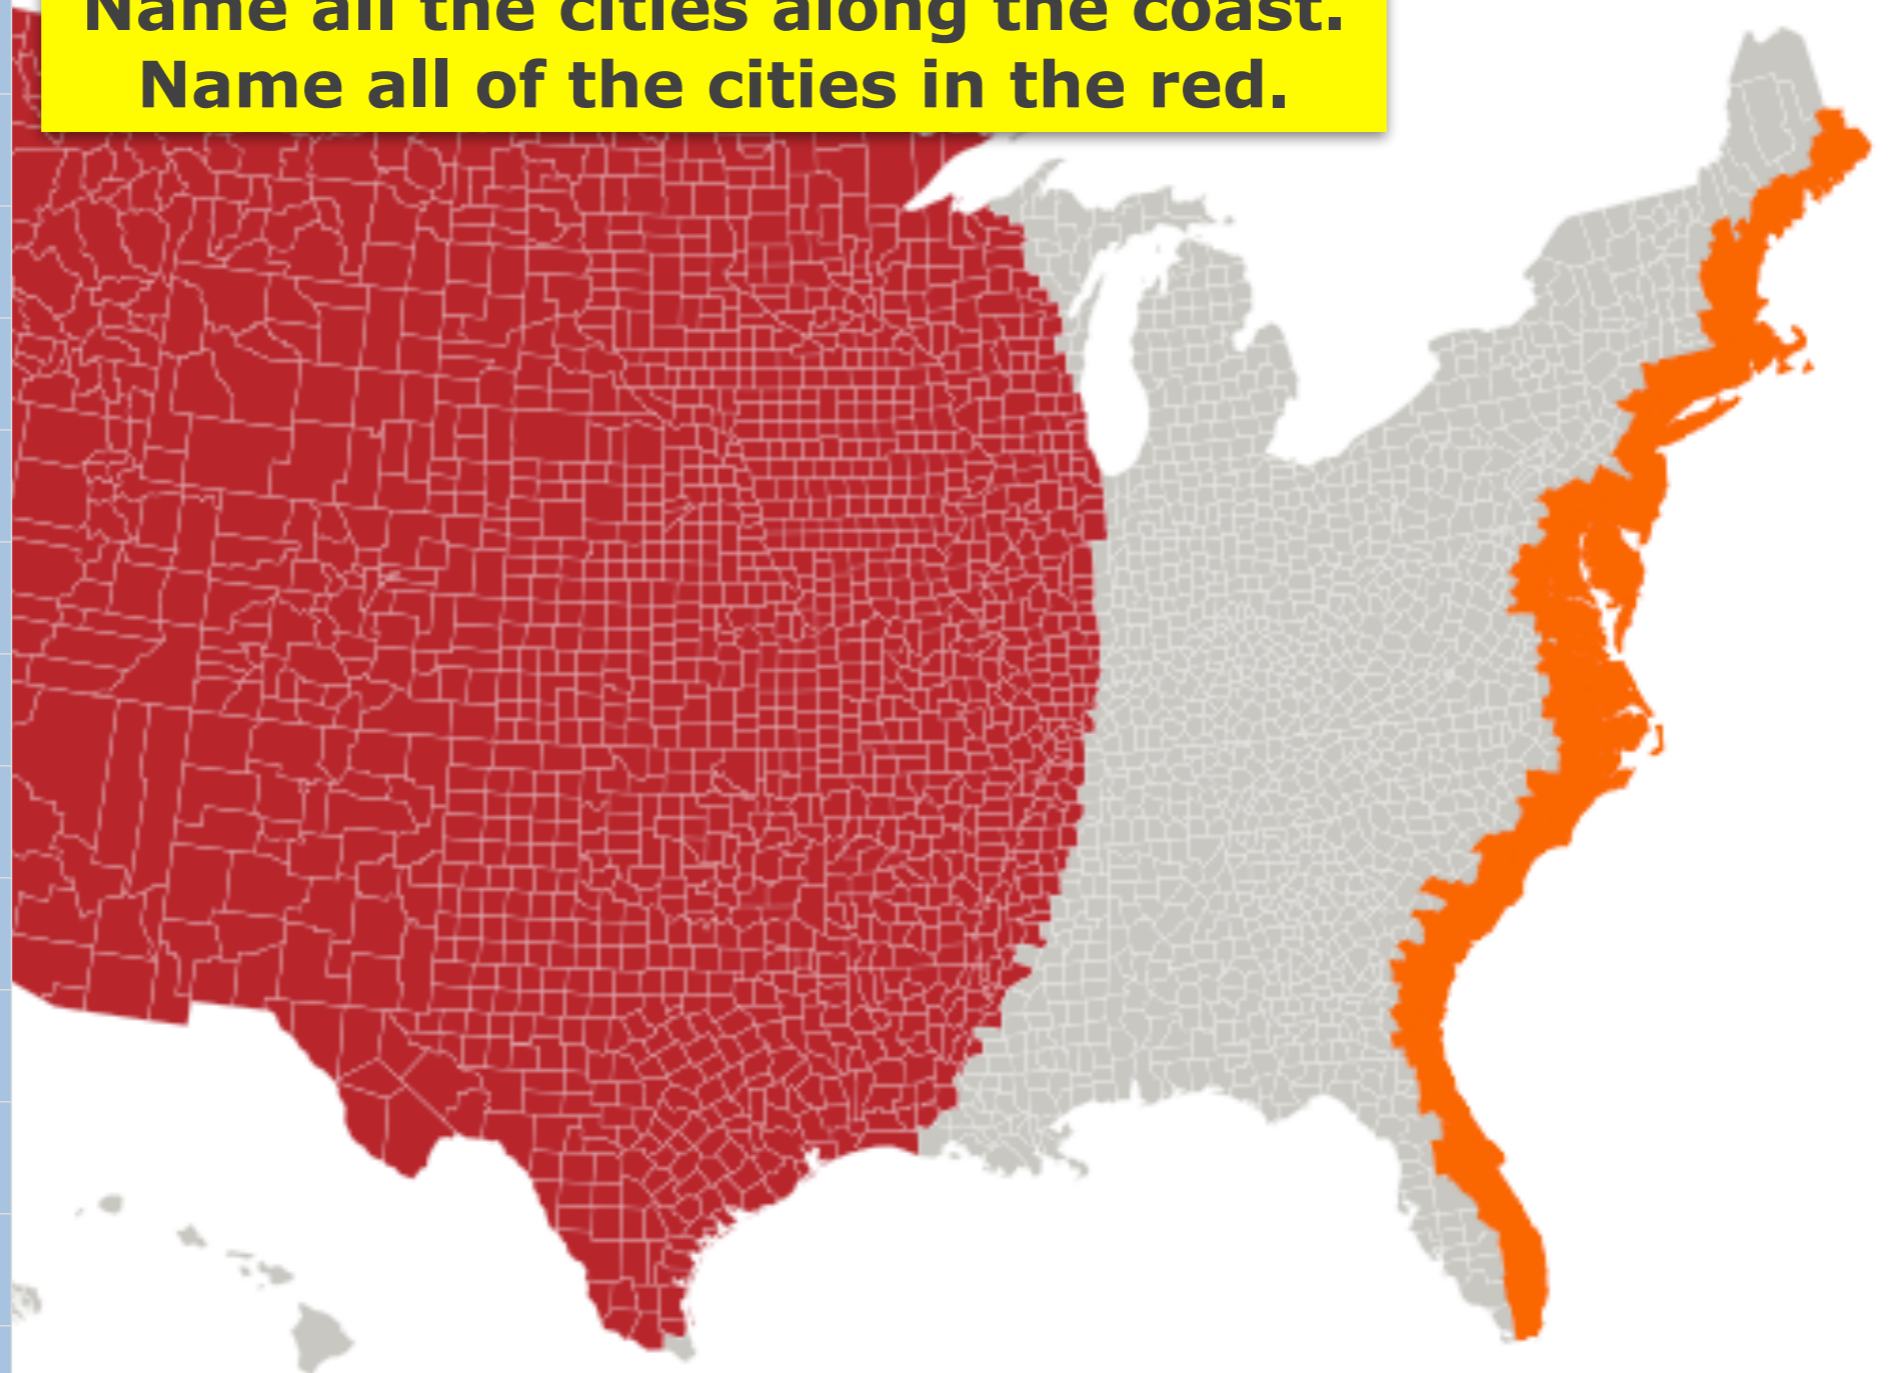 Name all the cities along the coast.
Name all of the cities in the red.